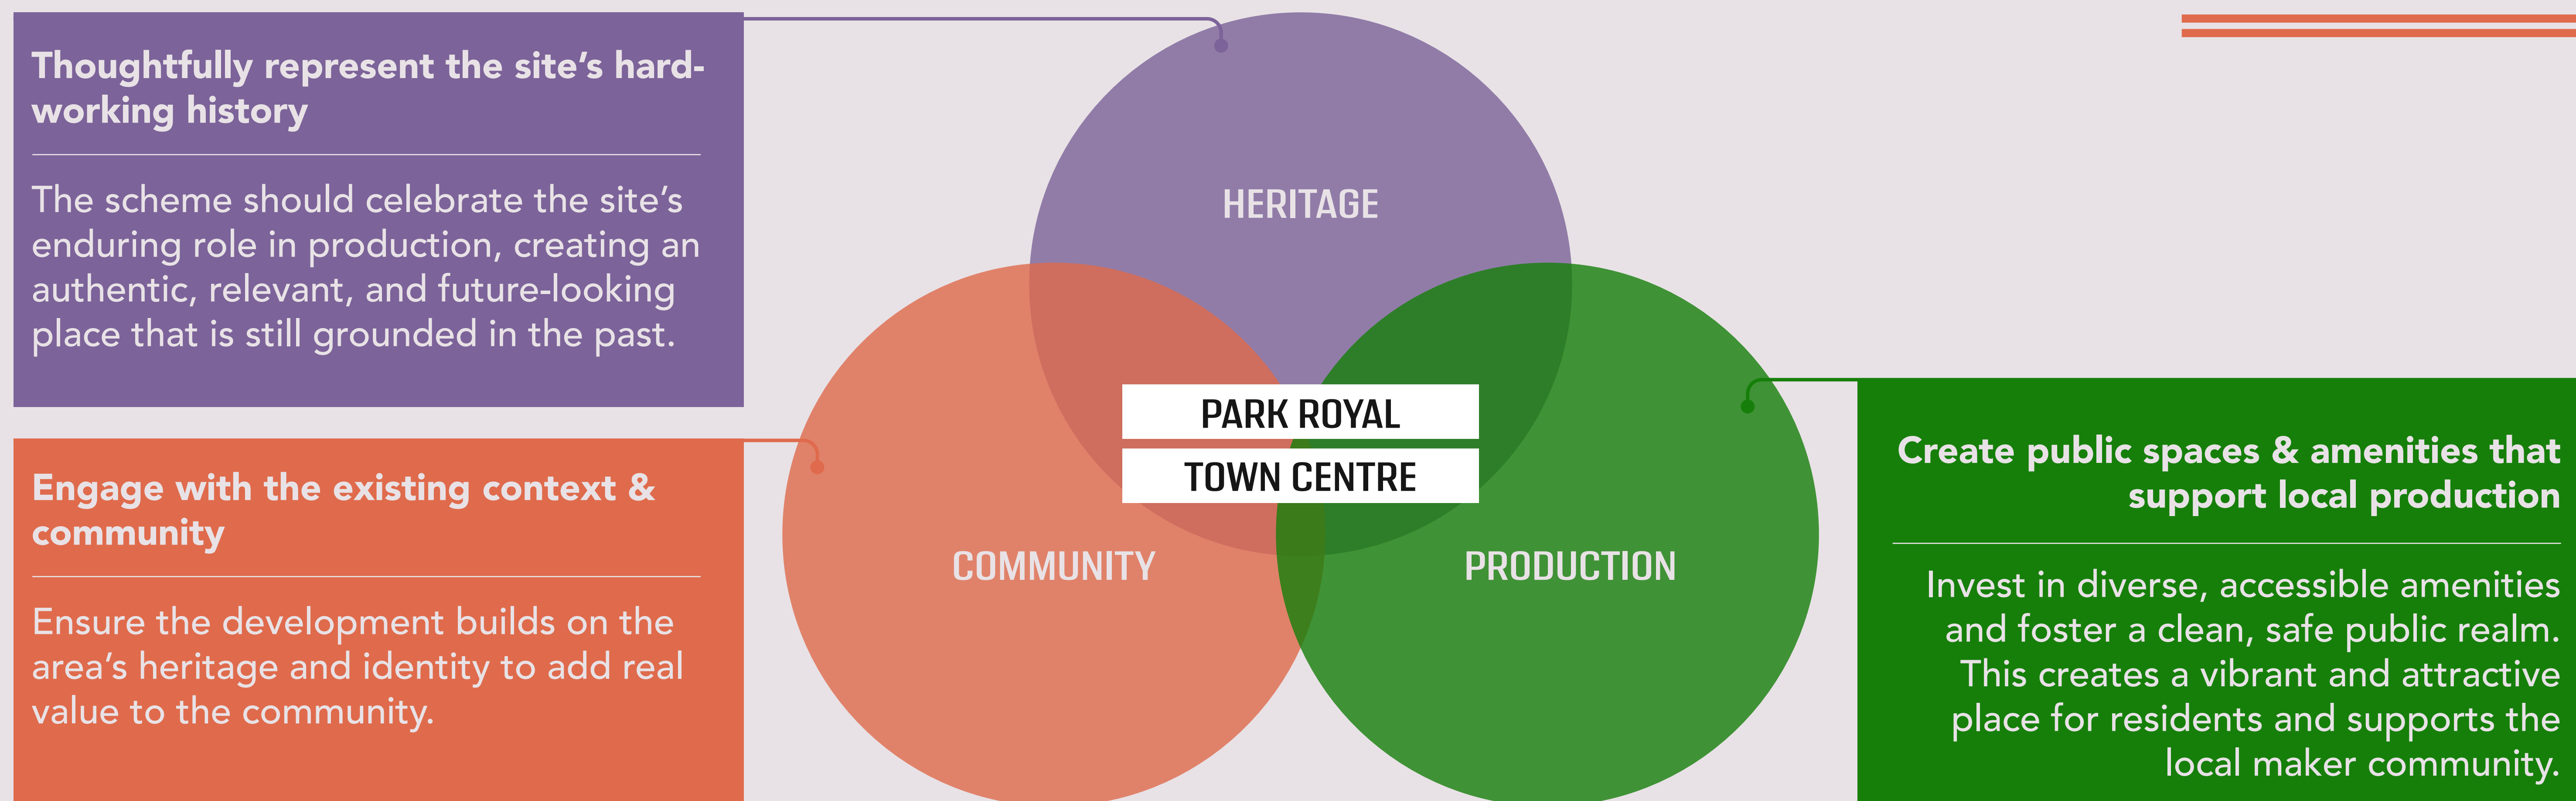 Thoughtfully represent the site’s hard-
working history
The scheme should celebrate the site’s
enduring role in production, creating an
authentic, relevant, and future-looking
place that is still grounded in the past.
Engage with the existing context &
community
Ensure the development builds on the
area’s heritage and identity to add real
value to the community.
HERITAGE
PARK ROYAL
TOWN CENTRE
COMMUNITY
PRODUCTION
Create public spaces & amenities that
support local production
Invest in diverse, accessible amenities
and foster a clean, safe public realm.
This creates a vibrant and attractive
place for residents and supports the
local maker community.